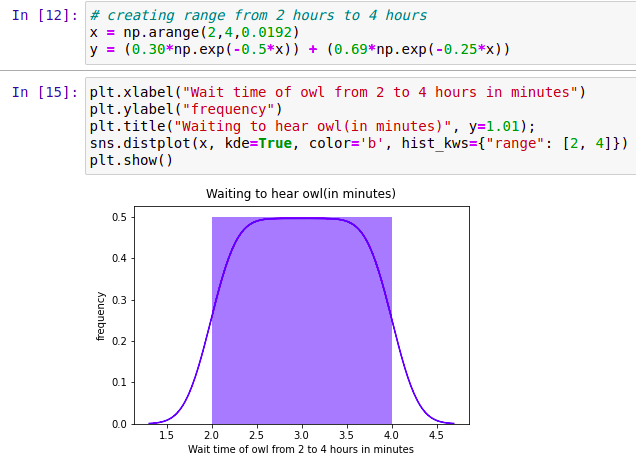 In [12]: # creating range from 2 hours to 4 hours
x = np.arange(2,4,0.0192)
y = (0.30*np.exp(-0.5*x)) + (0.69*np.exp(-0.25*x))
In [15]: plt.xlabel("Wait time of owl from 2 to 4 hours in minutes")
plt.ylabel("frequency")
plt.title("Waiting to hear owl(in minutes)", y=1.01);
sns.distplot(x, kde=True, color='b', hist_kws={"range": [2, 4]})
plt.show()
Waiting to hear owl(in minutes)
0.5
0.4
0.3
0.2
0.1
0.0
frequency
1.5 2.0 2.5 3.0 3.5 4.0 4.5
Wait time of owl from 2 to 4 hours in minutes